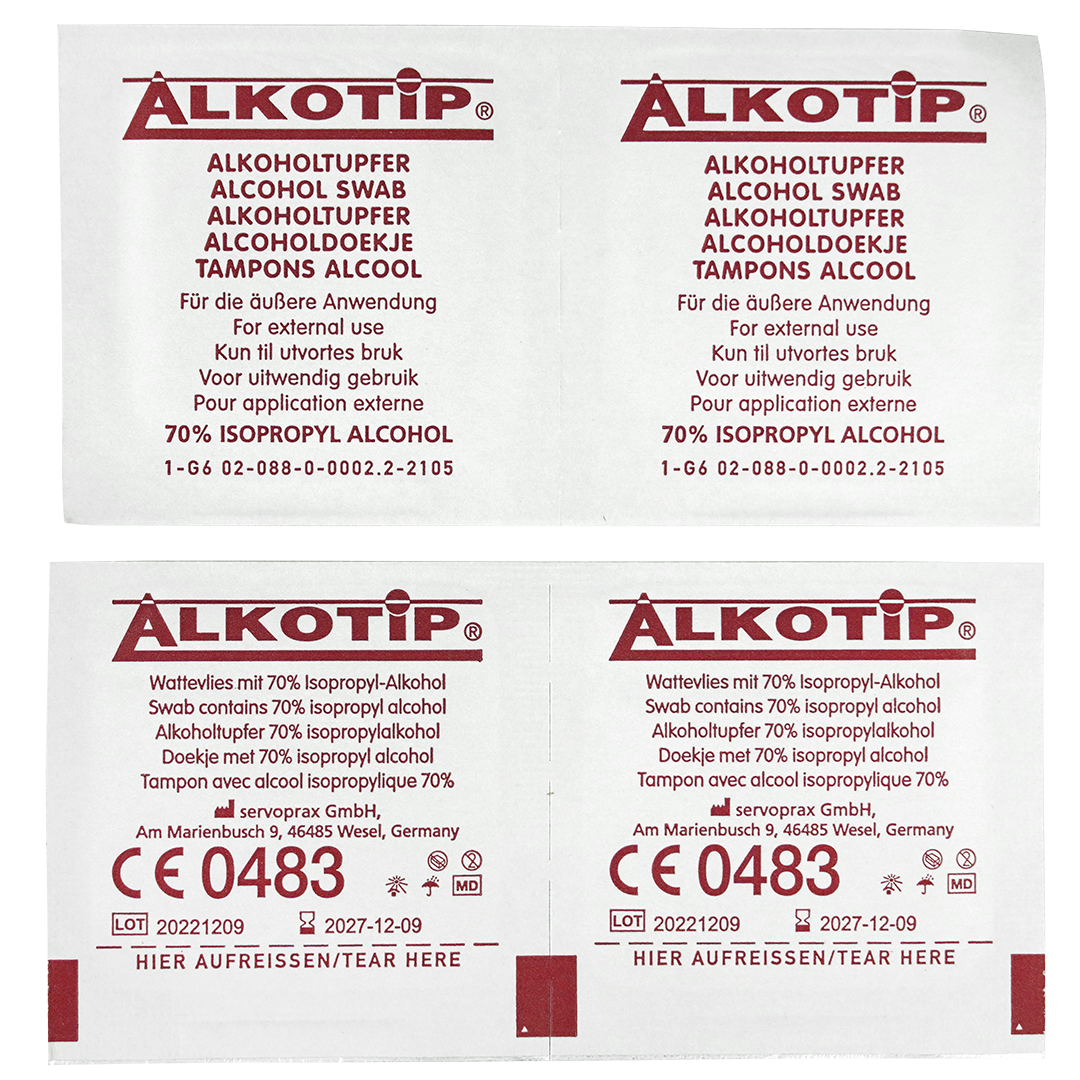 ALKOTIP®
ALKOHOLTUPFER
ALCOHOL SWAB
ALKOHOLTUPFER
ALCOHOLDOEKJE
TAMPONS ALCOOL
Für die äußere Anwendung
For external use
Kun til utvortes bruk
Voor uitwendig gebruik
Pour application externe
70% ISOPROPYL ALCOHOL
1-G6 02-088-0-0002.2-2105
ALKOTIP®
ALKOHOLTUPFER
ALCOHOL SWAB
ALKOHOLTUPFER
ALCOHOLDOEKJE
TAMPONS ALCOOL
Für die äußere Anwendung
For external use
Kun til utvortes bruk
Voor uitwendig gebruik
Pour application externe
70% ISOPROPYL ALCOHOL
1-G6 02-088-0-0002.2-2105
ALKOTIP®
Wattevlies mit 70% Isopropyl-Alkohol
Swab contains 70% isopropyl alcohol
Alkoholtupfer 70% isopropylalkohol
Doekje met 70% isopropyl alcohol
Tampon avec alcool isopropylique 70%
servoprax GmbH,
Am Marienbusch 9, 46485 Wesel, Germany
CE 0483
2
MD
LOT 20221209 2027-12-09
HIER AUFREISSEN/TEAR HERE
ALKOTIP®
Wattevlies mit 70% Isopropyl-Alkohol
Swab contains 70% isopropyl alcohol
Alkoholtupfer 70% isopropylalkohol
Doekje met 70% isopropyl alcohol
Tampon avec alcool isopropylique 70%
servoprax GmbH,
Am Marienbusch 9, 46485 Wesel, Germany
CE 0483
2
MD
LOT 20221209 2027-12-09
HIER AUFREISSEN/TEAR HERE